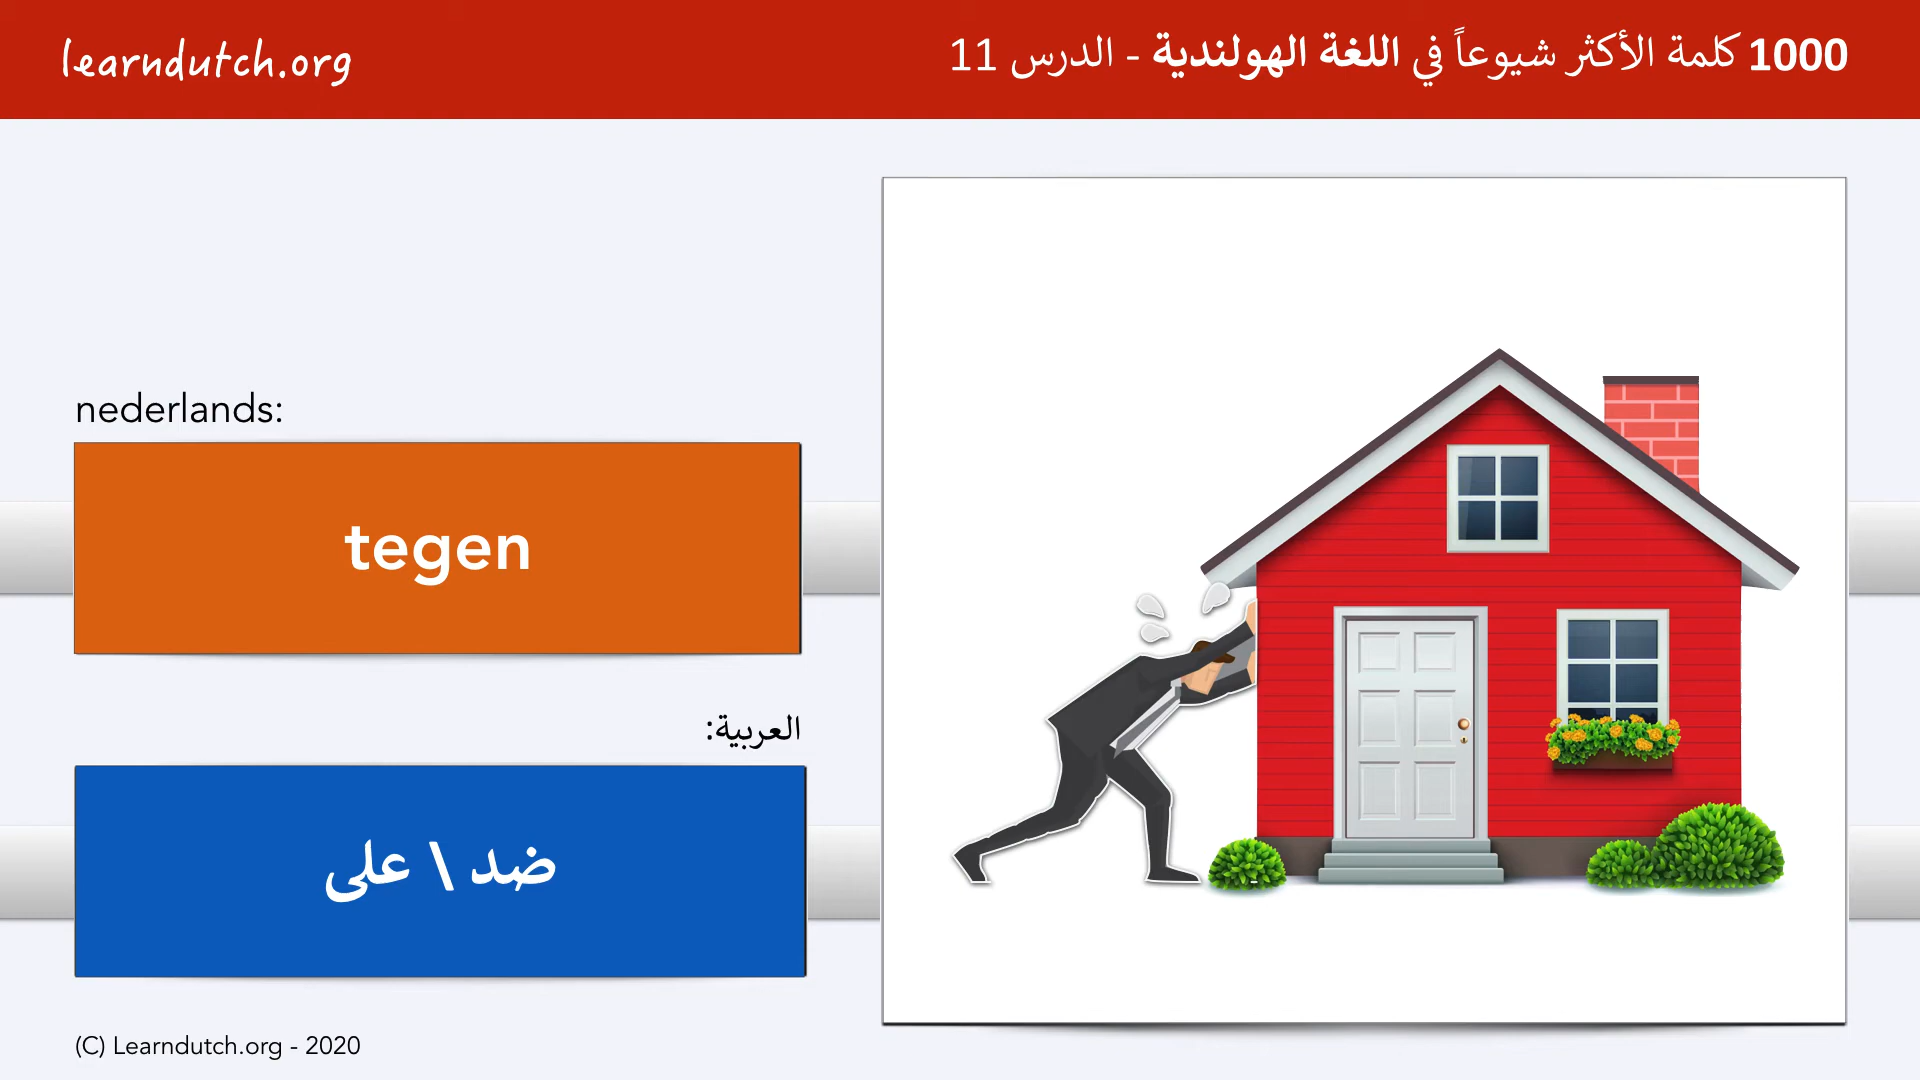 learndutch.org
1000 كلمة الأكثر شيوعاً في اللغة الهولندية - الدرس 11
nederlands:
tegen
العربية:
ضد \ على
(C) Learndutch.org - 2020